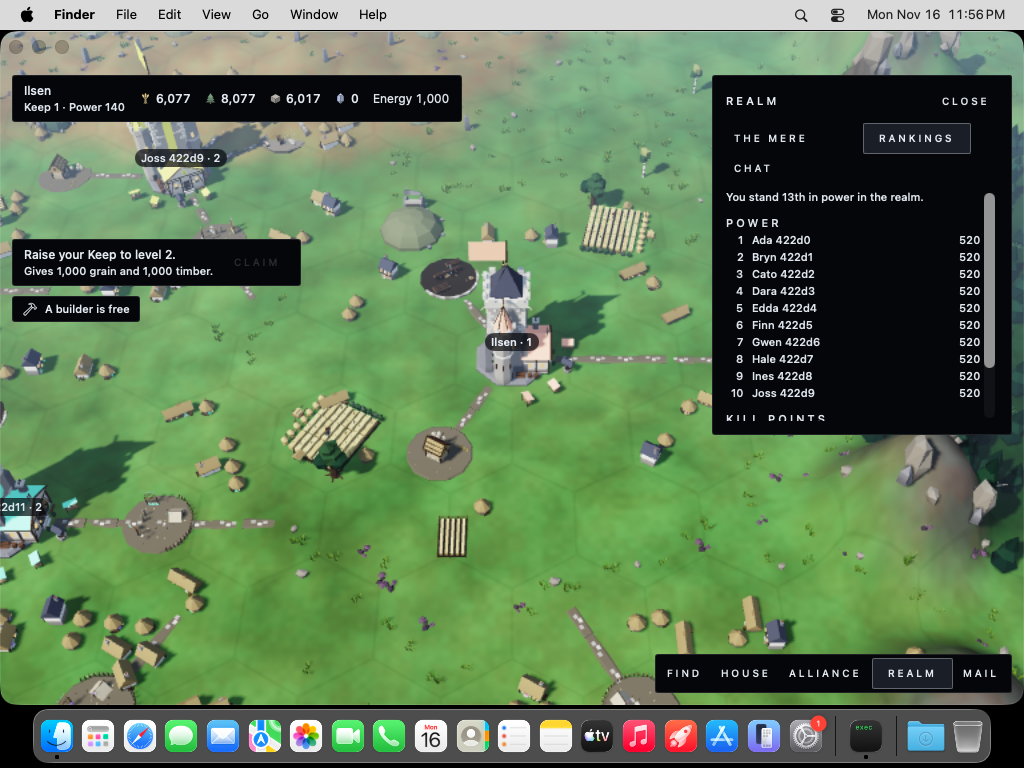 Finder File Edit View Go Window Help Mon Nov 16 11:56 PM
Ilsen
Keep 1 · Power 140
6,077 8,077 6,017 0 Energy 1,000
Joss 422d9 · 2
Raise your Keep to level 2.
Gives 1,000 grain and 1,000 timber.
CLAIM
A builder is free
Ilsen · 1
2d11 · 2
REALM CLOSE
THE MERE RANKINGS
CHAT
You stand 13th in power in the realm.
POWER
1 Ada 422d0 520
2 Bryn 422d1 520
3 Cato 422d2 520
4 Dara 422d3 520
5 Edda 422d4 520
6 Finn 422d5 520
7 Gwen 422d6 520
8 Hale 422d7 520
9 Ines 422d8 520
10 Joss 422d9 520
KILL POINTS
FIND HOUSE ALLIANCE REALM MAIL
Mon
16
tv
1
exec